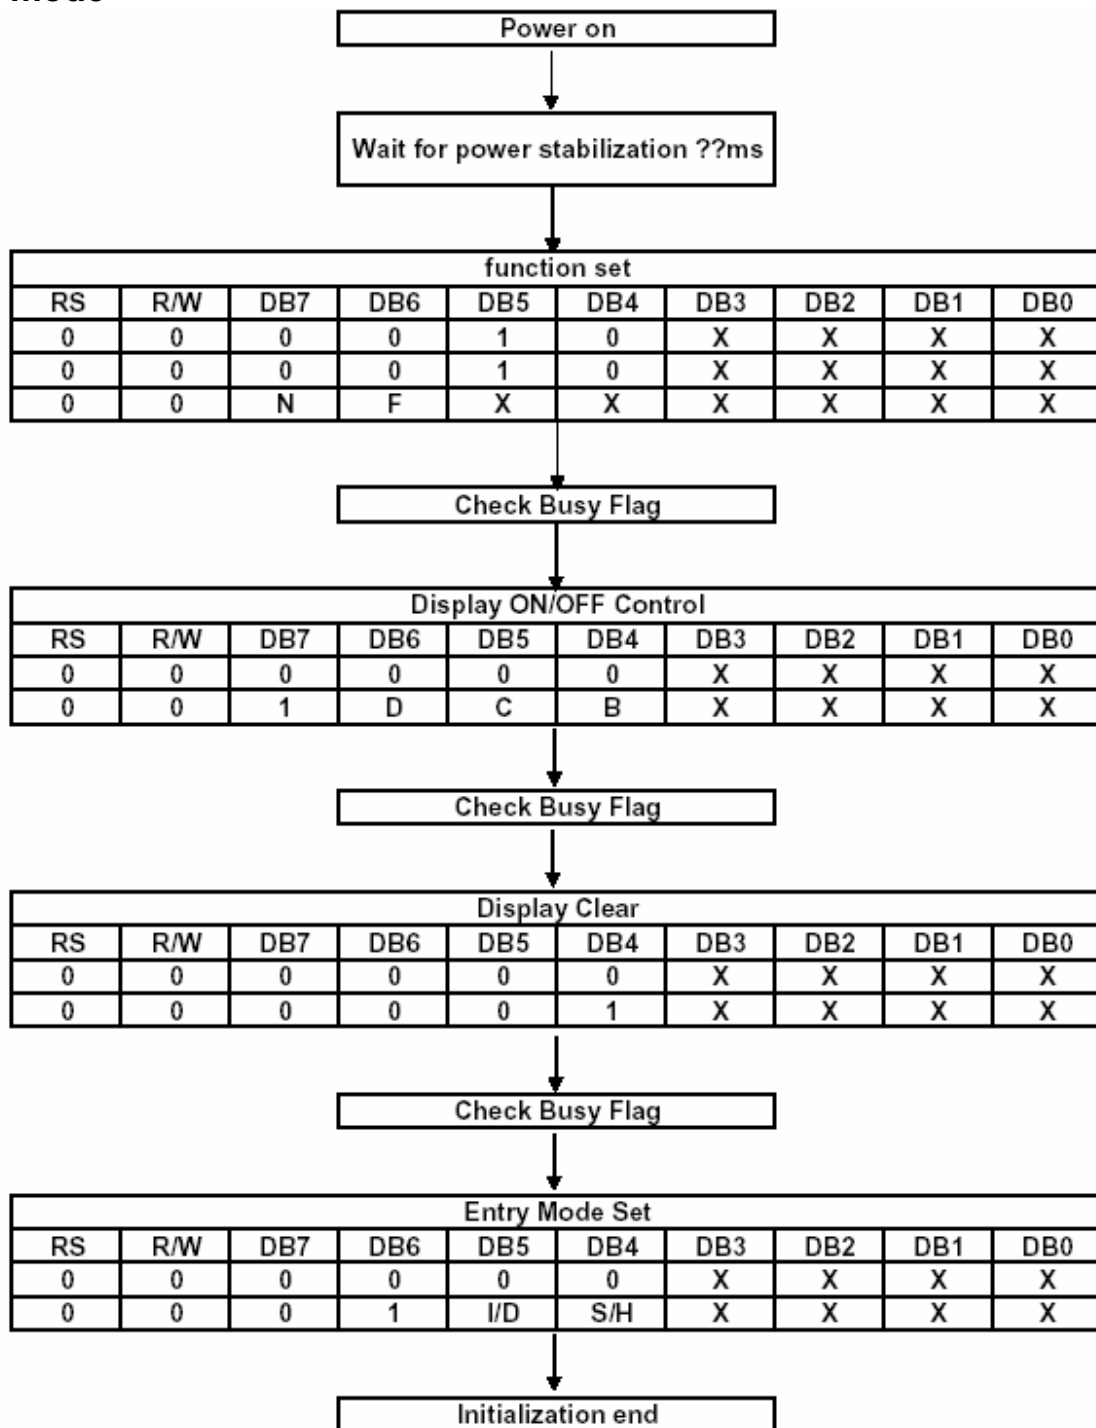 Mode
Power on
Wait for power stabilization ??ms
function set
RS R/W DB7 DB6 DB5 DB4 DB3 DB2 DB1 DB0
0 0 0 0 1 0 X X X X
0 0 0 0 1 0 X X X X
0 0 N F X X X X X X
Check Busy Flag
Display ON/OFF Control
RS R/W DB7 DB6 DB5 DB4 DB3 DB2 DB1 DB0
0 0 0 0 0 0 X X X X
0 0 1 D C B X X X X
Check Busy Flag
Display Clear
RS R/W DB7 DB6 DB5 DB4 DB3 DB2 DB1 DB0
0 0 0 0 0 0 X X X X
0 0 0 0 0 1 X X X X
Check Busy Flag
Entry Mode Set
RS R/W DB7 DB6 DB5 DB4 DB3 DB2 DB1 DB0
0 0 0 0 0 0 X X X X
0 0 0 1 I/D S/H X X X X
Initialization end